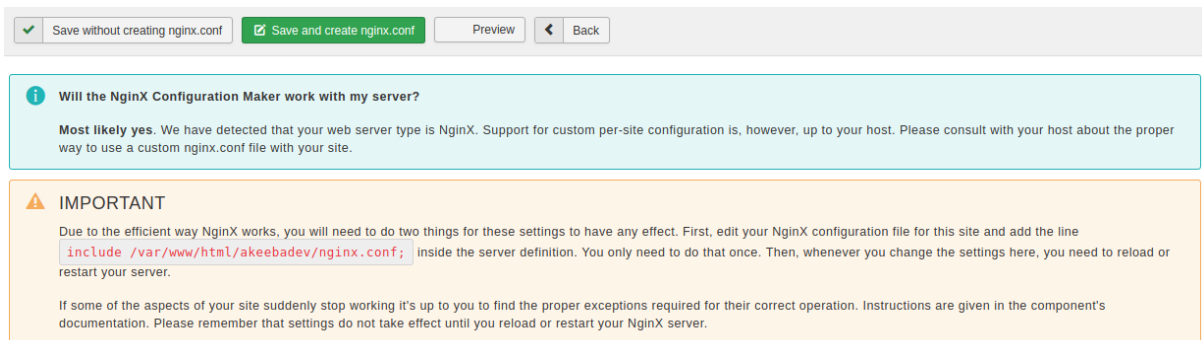 Save without creating nginx.conf
Save and create nginx.conf
Preview
Back
Will the NginX Configuration Maker work with my server?
Most likely yes. We have detected that your web server type is NginX. Support for custom per-site configuration is, however, up to your host. Please consult with your host about the proper
way to use a custom nginx.conf file with your site.
IMPORTANT
Due to the efficient way NginX works, you will need to do two things for these settings to have any effect. First, edit your NginX configuration file for this site and add the line
include /var/www/html/akeebadev/nginx.conf; inside the server definition. You only need to do that once. Then, whenever you change the settings here, you need to reload or
restart your server.
If some of the aspects of your site suddenly stop working it's up to you to find the proper exceptions required for their correct operation. Instructions are given in the component's
documentation. Please remember that settings do not take effect until you reload or restart your NginX server.